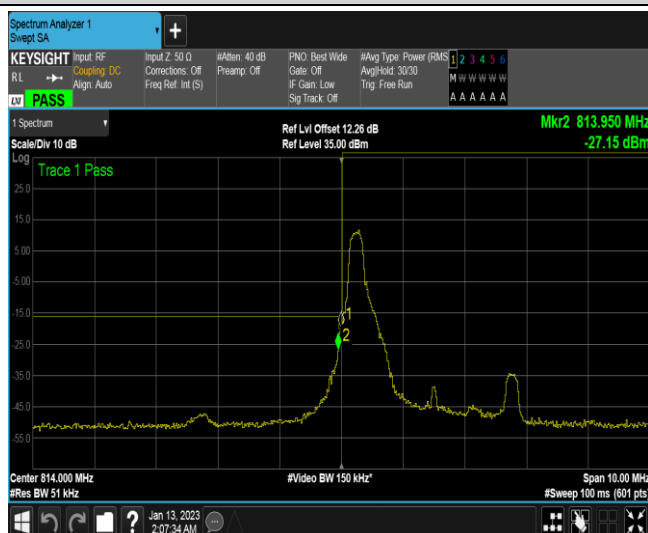 Spectrum Analyzer 1
Swept SA
+
KEYSIGHT
RL
LXI PASS
Input: RF
Coupling: DC
Align: Auto
Input Z: 50 Ω
Corrections: Off
Freq Ref: Int (S)
#Atten: 40 dB
Preamp: Off
PNO: Best Wide
Gate: Off
IF Gain: Low
Sig Track: Off
#Avg Type: Power (RMS
Avg|Hold: 30/30
Trig: Free Run
1 2 3 4 5 6
M W W W W W
A A A A A A
1 Spectrum
Scale/Div 10 dB
Ref Lvl Offset 12.26 dB
Ref Level 35.00 dBm
Mkr2 813.950 MHz
-27.15 dBm
Log
Trace 1 Pass
25.0
15.0
5.00
-5.00
-15.0
-25.0
-35.0
-45.0
-55.0
1
2
Center 814.000 MHz
#Res BW 51 kHz
#Video BW 150 kHz*
Span 10.00 MHz
#Sweep 100 ms (601 pts)
?
Jan 13, 2023
2:07:34 AM